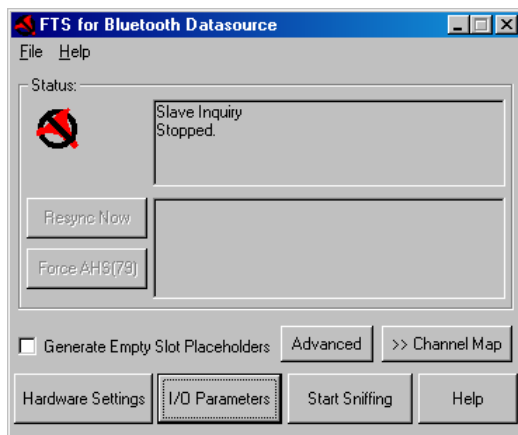 FTS for Bluetooth Datasource
File Help
Status:
Slave Inquiry
Stopped.
Resync Now
Force AHS(79)
Generate Empty Slot Placeholders
Advanced
>> Channel Map
Hardware Settings
I/O Parameters
Start Sniffing
Help